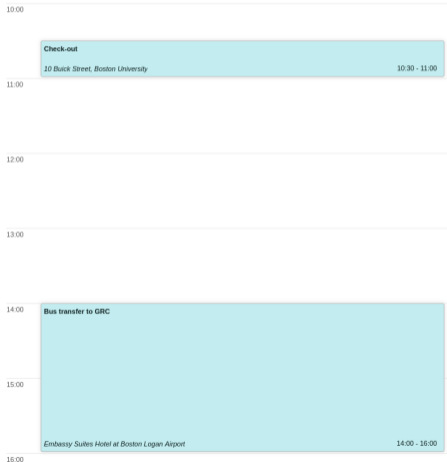 10:00
Check-out
10 Buick Street, Boston University 10:30 - 11:00
11:00
12:00
13:00
14:00
Bus transfer to GRC
15:00
Embassy Suites Hotel at Boston Logan Airport 14:00 - 16:00
16:00